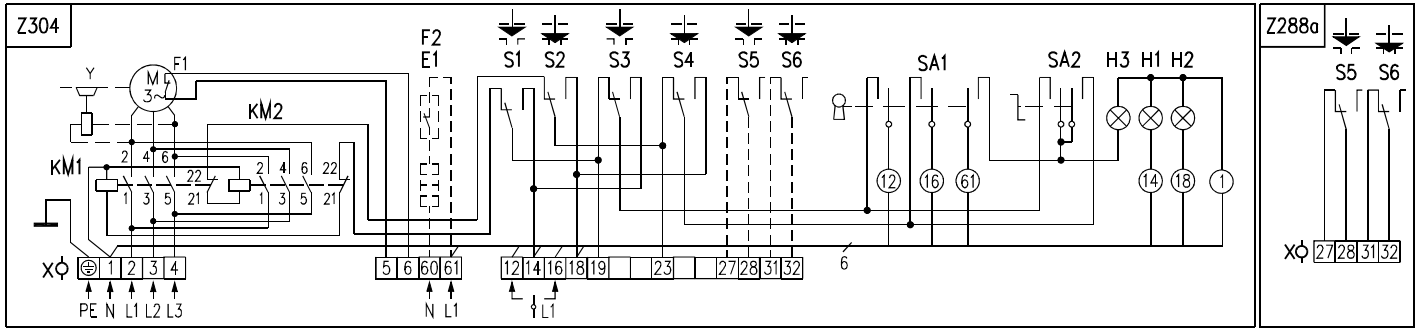 Z304
Z288a
F2
S1 S2 S3 S4 S5 S6 SA1 SA2 H3 H1 H2
E1
S5 S6
Y
M
3~
F1
KM2
KM1
2 4 6 22 2 4 6 22
1 3 5 21 1 3 5 21
12 16 61 14 18 1
X 1 2 3 4 5 6 60 61 12 14 16 18 19 23 27 28 31 32
6
X 27 28 31 32
PE N L1 L2 L3 N L1 L1